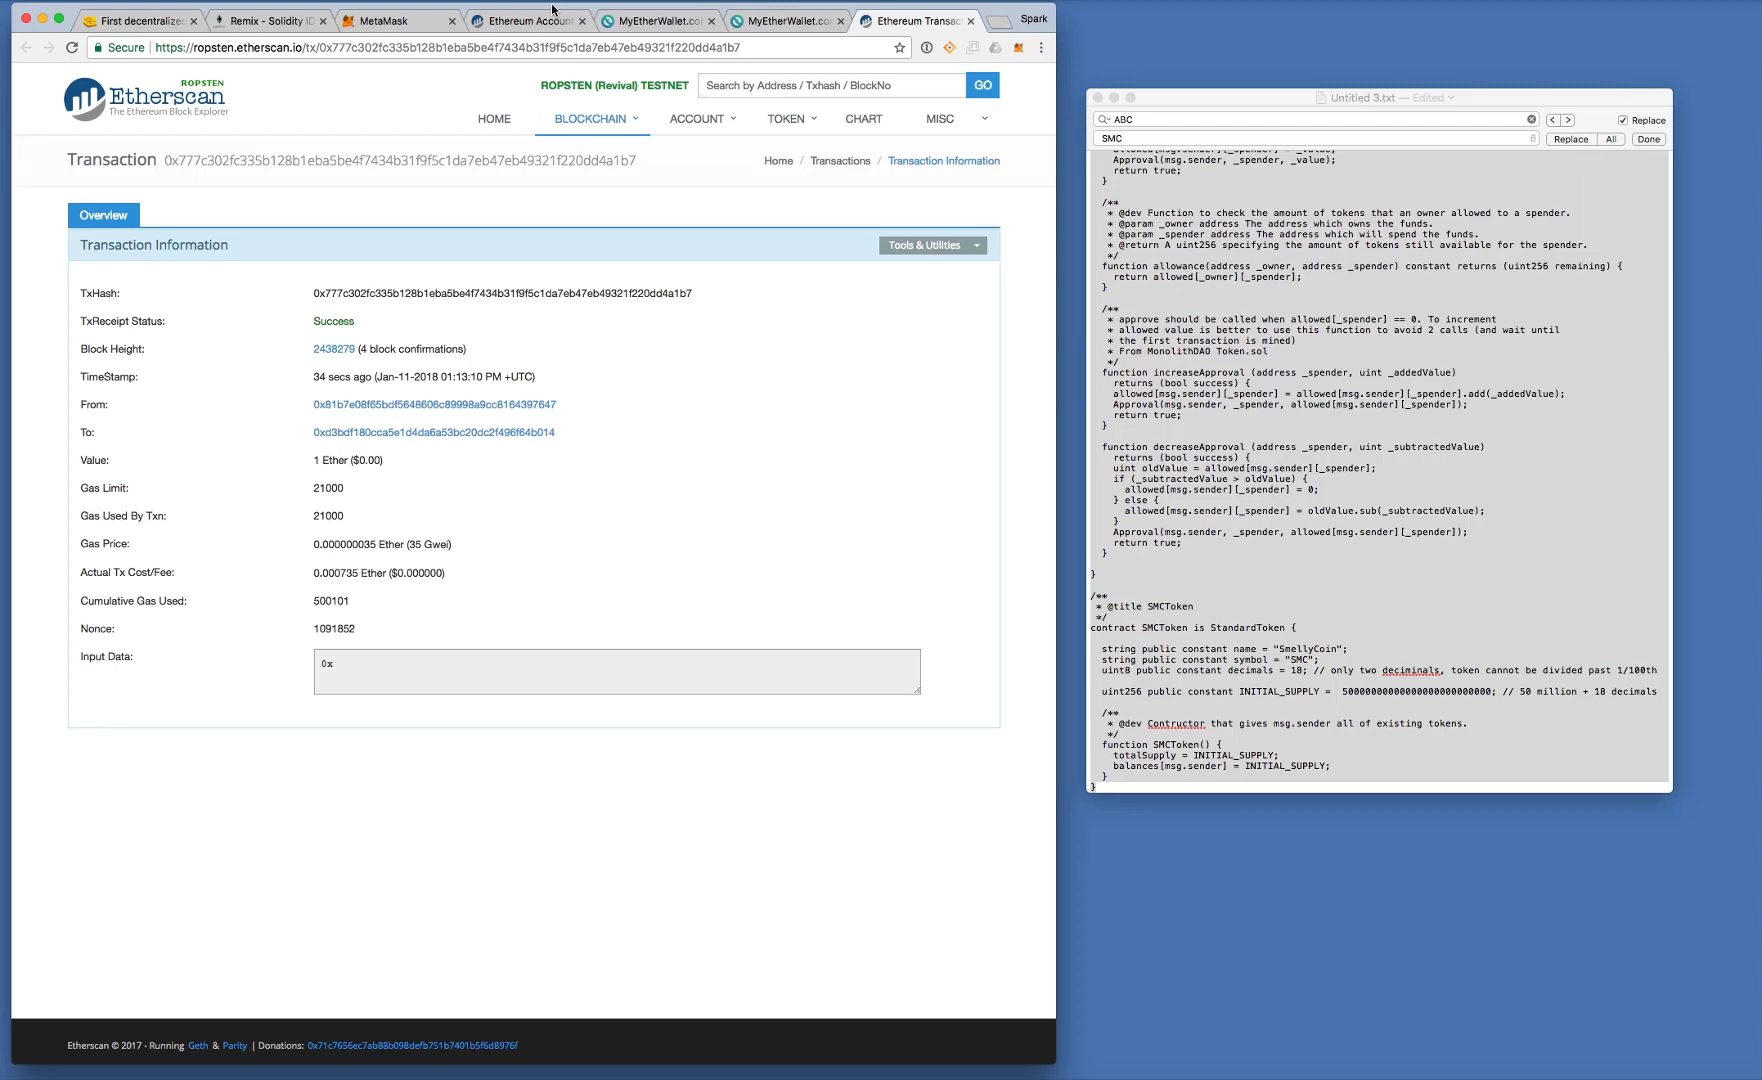 First decentralize
Remix - Solidity ID
MetaMask
Ethereum Accoun
MyEtherWallet.co
MyEtherWallet.co
Ethereum Transac
Spark
Secure
https://ropsten.etherscan.io/tx/0x777c302fc335b128b1eba5be4f7434b31f9f5c1da7eb47eb49321f220dd4a1b7
ROPSTEN
Etherscan
The Ethereum Block Explorer
ROPSTEN (Revival) TESTNET
Search by Address / Txhash / BlockNo
GO
HOME
BLOCKCHAIN
ACCOUNT
TOKEN
CHART
MISC
Transaction 0x777c302fc335b128b1eba5be4f7434b31f9f5c1da7eb47eb49321f220dd4a1b7
Home / Transactions / Transaction Information
Overview
Transaction Information
Tools & Utilities
TxHash: 0x777c302fc335b128b1eba5be4f7434b31f9f5c1da7eb47eb49321f220dd4a1b7
TxReceipt Status: Success
Block Height: 2438279 (4 block confirmations)
TimeStamp: 34 secs ago (Jan-11-2018 01:13:10 PM +UTC)
From: 0x81b7e08f65bdf5648606c89998a9cc8164397647
To: 0xd3bdf180cca5e1d4da6a53bc20dc2f496f64b014
Value: 1 Ether ($0.00)
Gas Limit: 21000
Gas Used By Txn: 21000
Gas Price: 0.000000035 Ether (35 Gwei)
Actual Tx Cost/Fee: 0.000735 Ether ($0.000000)
Cumulative Gas Used: 500101
Nonce: 1091852
Input Data: 0x
Etherscan © 2017 - Running Geth & Parity | Donations: 0x71c7656ec7ab88b098defb751b7401b5f6d8976f
Untitled 3.txt — Edited
ABC
Replace
SMC
8
Replace
All
Done
allowed[msg.sender][_spender] = _value;
Approval(msg.sender, _spender, _value);
return true;
}
/**
* @dev Function to check the amount of tokens that an owner allowed to a spender.
* @param _owner address The address which owns the funds.
* @param _spender address The address which will spend the funds.
* @return A uint256 specifying the amount of tokens still available for the spender.
*/
function allowance(address _owner, address _spender) constant returns (uint256 remaining) {
return allowed[_owner][_spender];
}
/**
* approve should be called when allowed[_spender] == 0. To increment
* allowed value is better to use this function to avoid 2 calls (and wait until
* the first transaction is mined)
* From MonolithDAO Token.sol
*/
function increaseApproval (address _spender, uint _addedValue)
returns (bool success) {
allowed[msg.sender][_spender] = allowed[msg.sender][_spender].add(_addedValue);
Approval(msg.sender, _spender, allowed[msg.sender][_spender]);
return true;
}
function decreaseApproval (address _spender, uint _subtractedValue)
returns (bool success) {
uint oldValue = allowed[msg.sender][_spender];
if (_subtractedValue > oldValue) {
allowed[msg.sender][_spender] = 0;
} else {
allowed[msg.sender][_spender] = oldValue.sub(_subtractedValue);
}
Approval(msg.sender, _spender, allowed[msg.sender][_spender]);
return true;
}
}
/**
* @title SMCToken
*/
contract SMCToken is StandardToken {
string public constant name = "SmellyCoin";
string public constant symbol = "SMC";
uint8 public constant decimals = 18; // only two deciminals, token cannot be divided past 1/100th
uint256 public constant INITIAL_SUPPLY = 50000000000000000000000000; // 50 million + 18 decimals
/**
* @dev Contructor that gives msg.sender all of existing tokens.
*/
function SMCToken() {
totalSupply = INITIAL_SUPPLY;
balances[msg.sender] = INITIAL_SUPPLY;
}
}